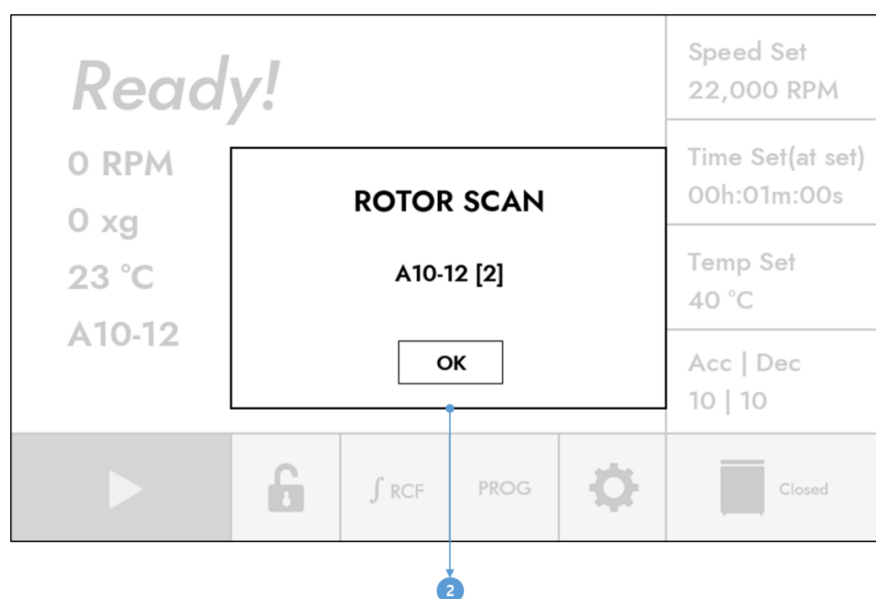 Ready!
0 RPM
0 xg
23 °C
A10-12
ROTOR SCAN
A10-12 [2]
OK
Speed Set
22,000 RPM
Time Set(at set)
00h:01m:00s
Temp Set
40 °C
Acc | Dec
10 | 10
∫ RCF
PROG
Closed
2